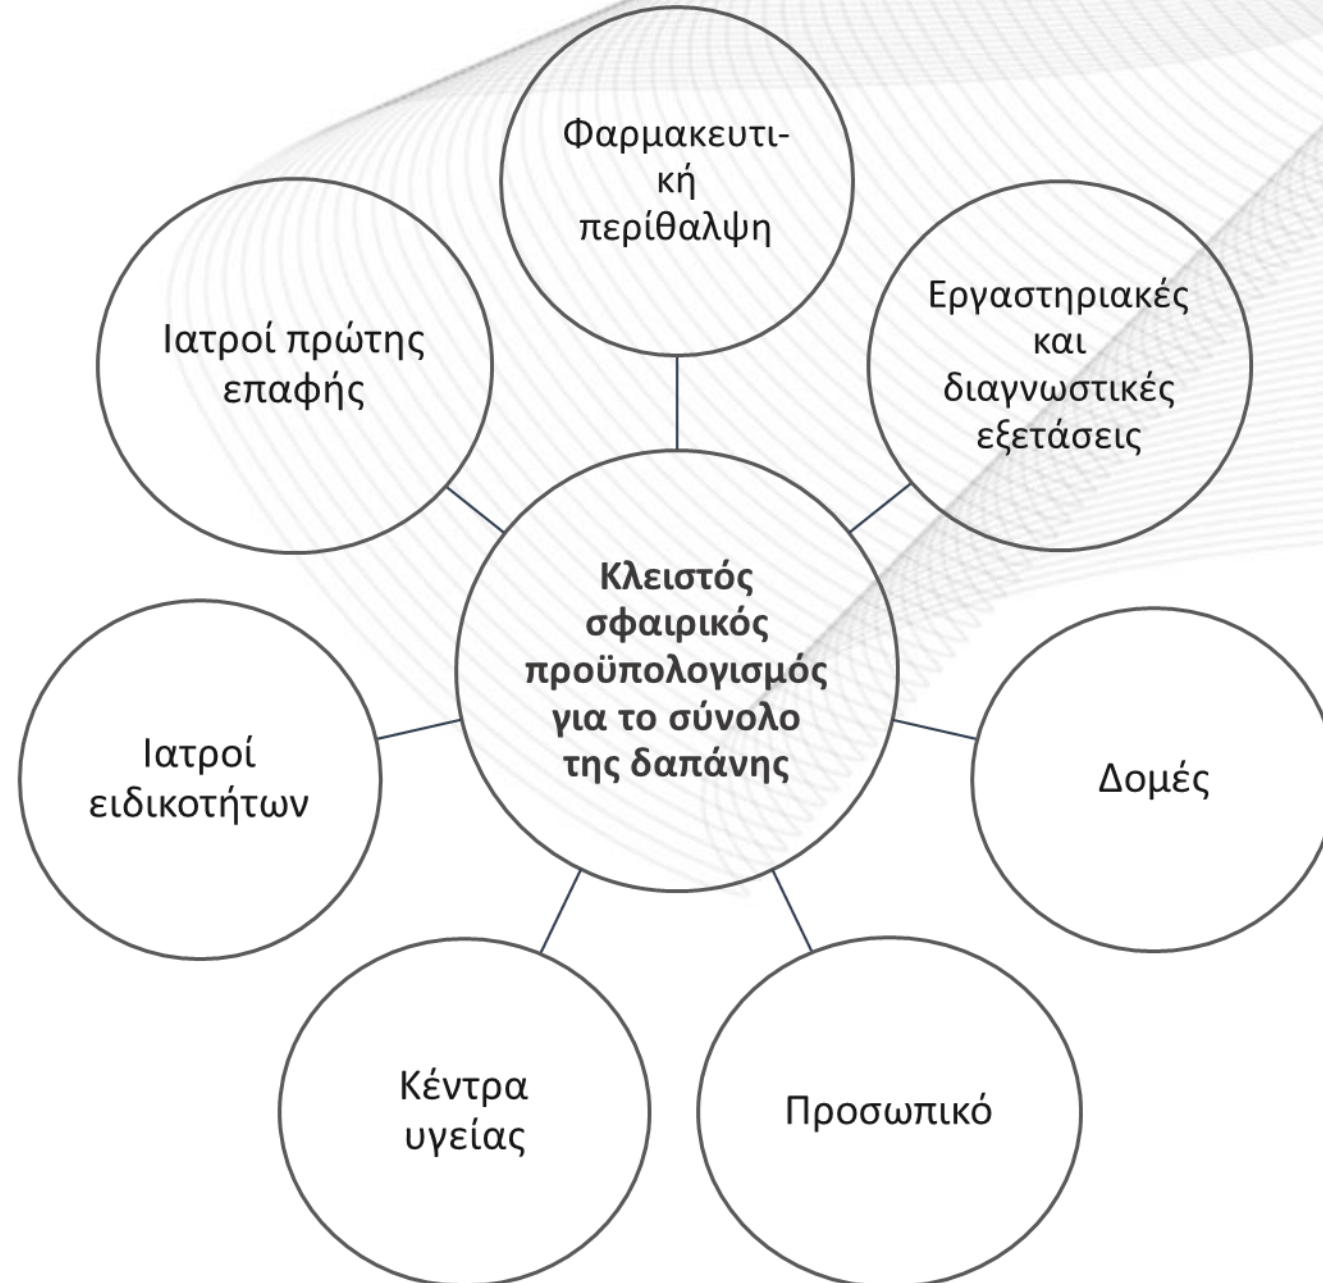 Φαρμακευτι-
κή
περίθαλψη
Εργαστηριακές
και
διαγνωστικές
εξετάσεις
Ιατροί πρώτης
επαφής
Κλειστός
σφαιρικός
προϋπολογισμός
για το σύνολο
της δαπάνης
Ιατροί
ειδικοτήτων
Δομές
Κέντρα
υγείας
Προσωπικό